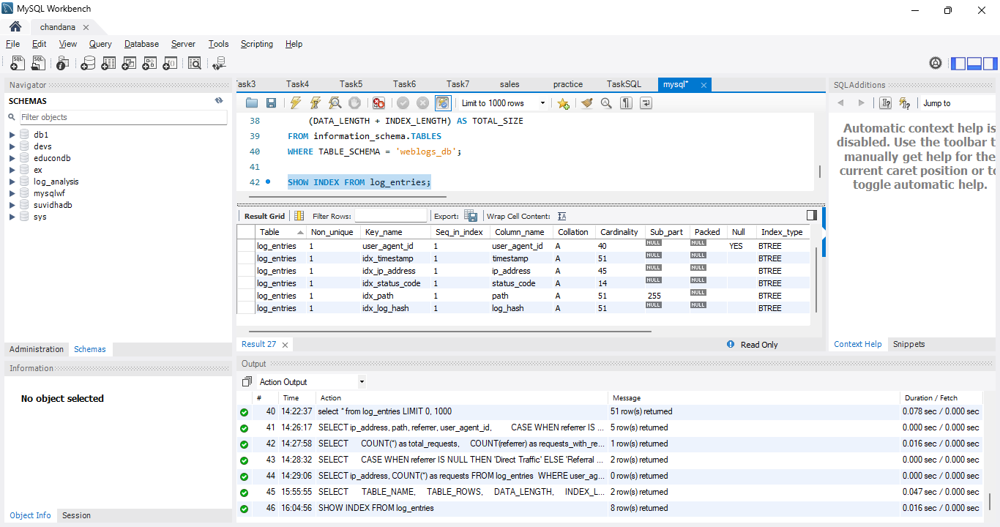 MySQL Workbench
chandana
File Edit View Query Database Server Tools Scripting Help
Navigator
SCHEMAS
Filter objects
db1
devs
educondb
ex
log_analysis
mysqlwf
suvidhadb
sys
Administration Schemas
Information
No object selected
Object Info Session
Task4 Task5 Task6 Task7 sales practice TaskSQL mysql*
Limit to 1000 rows
38 (DATA_LENGTH + INDEX_LENGTH) AS TOTAL_SIZE
39 FROM information_schema.TABLES
40 WHERE TABLE_SCHEMA = 'weblogs_db';
41
42 SHOW INDEX FROM log_entries;
Result Grid Filter Rows: Export: Wrap Cell Content:
Table Non_unique Key_name Seq_in_index Column_name Collation Cardinality Sub_part Packed Null Index_type
log_entries 1 user_agent_id 1 user_agent_id A 40 NULL NULL YES BTREE
log_entries 1 idx_timestamp 1 timestamp A 51 NULL NULL BTREE
log_entries 1 idx_ip_address 1 ip_address A 45 NULL NULL BTREE
log_entries 1 idx_status_code 1 status_code A 14 NULL NULL BTREE
log_entries 1 idx_path 1 path A 51 255 NULL BTREE
log_entries 1 idx_log_hash 1 log_hash A 51 NULL NULL BTREE
Result 27 Read Only
Output
Action Output
# Time Action Message Duration / Fetch
40 14:22:37 select * from log_entries LIMIT 0, 1000 51 row(s) returned 0.078 sec / 0.000 sec
41 14:26:17 SELECT ip_address, path, referrer, user_agent_id, CASE WHEN referrer IS ... 5 row(s) returned 0.000 sec / 0.000 sec
42 14:27:58 SELECT COUNT(*) as total_requests, COUNT(referrer) as requests_with_re... 1 row(s) returned 0.016 sec / 0.000 sec
43 14:28:32 SELECT CASE WHEN referrer IS NULL THEN 'Direct Traffic' ELSE 'Referral ... 2 row(s) returned 0.000 sec / 0.000 sec
44 14:29:06 SELECT ip_address, COUNT(*) as requests FROM log_entries WHERE user_ag... 0 row(s) returned 0.000 sec / 0.000 sec
45 15:55:55 SELECT TABLE_NAME, TABLE_ROWS, DATA_LENGTH, INDEX_L... 2 row(s) returned 0.047 sec / 0.000 sec
46 16:04:56 SHOW INDEX FROM log_entries 8 row(s) returned 0.016 sec / 0.000 sec
SQLAdditions
Jump to
Automatic context help is
disabled. Use the toolbar
manually get help for the
current caret position or
toggle automatic help.
Context Help Snippets